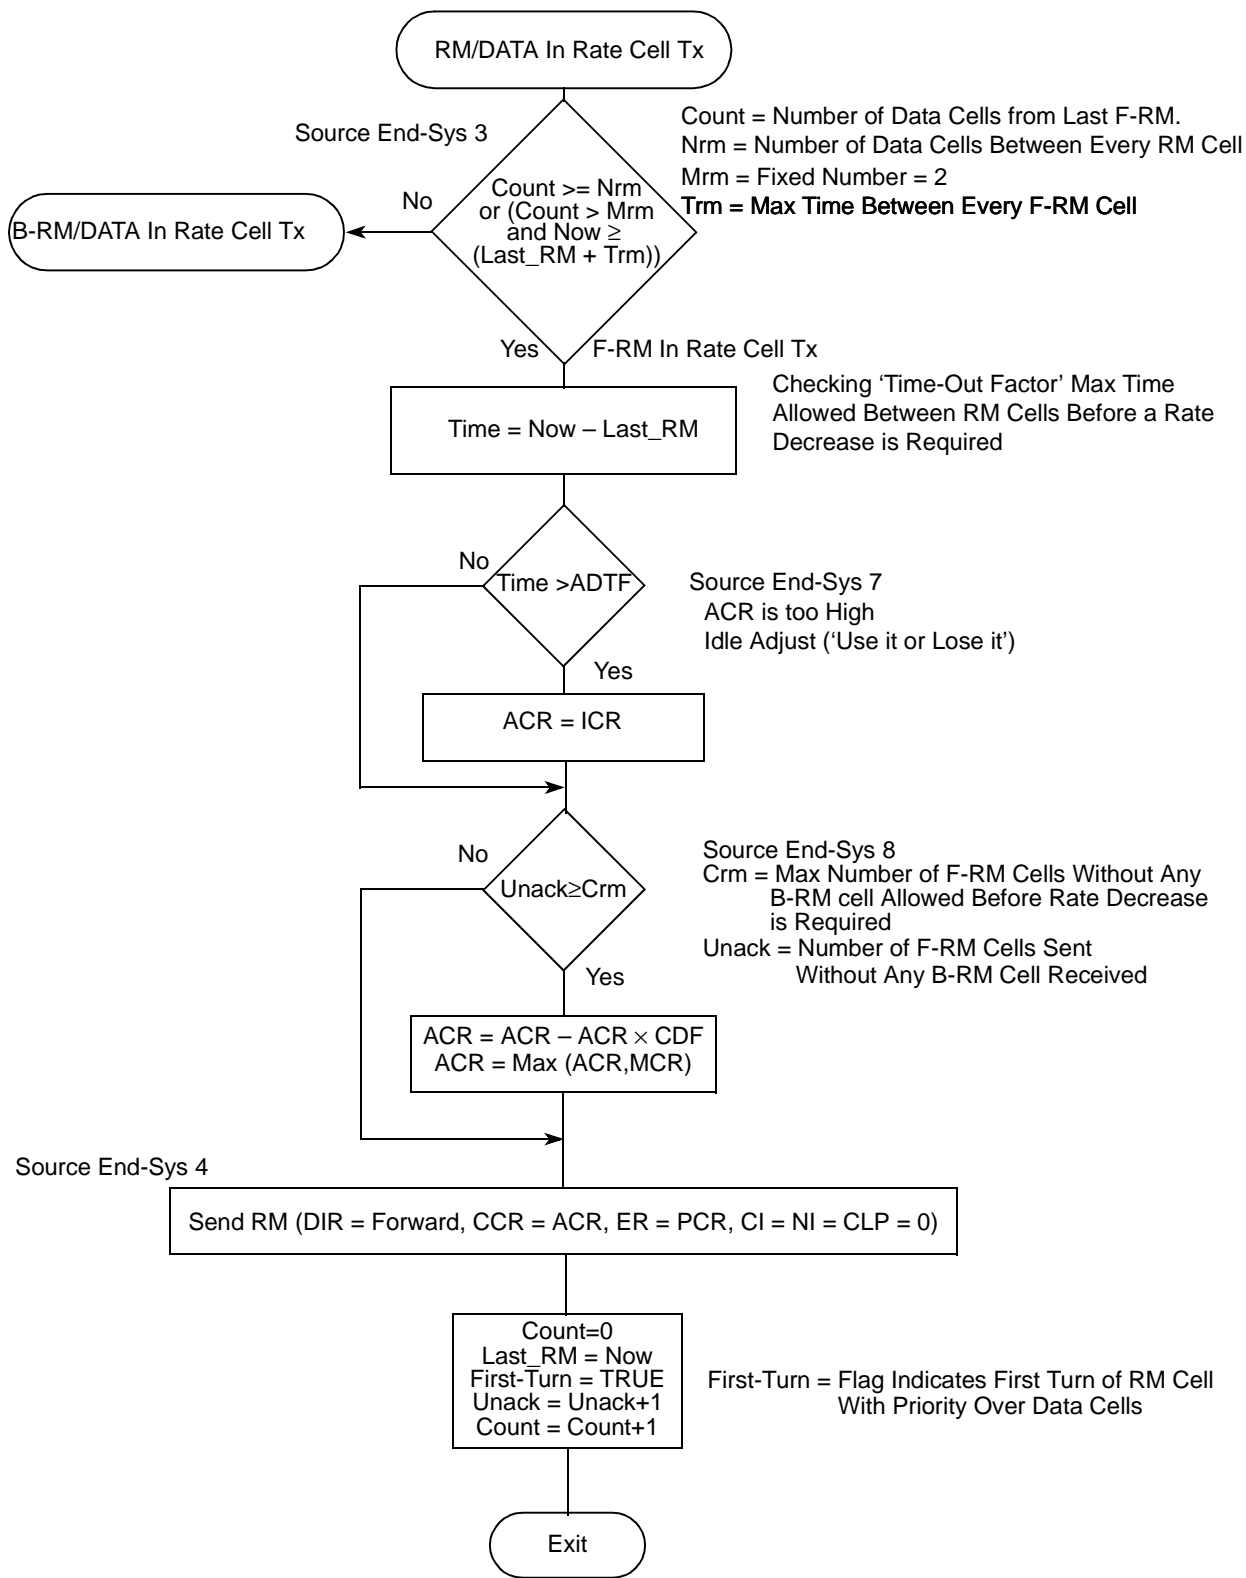 RM/DATA In Rate Cell Tx
Source End-Sys 3
Count = Number of Data Cells from Last F-RM.
Nrm = Number of Data Cells Between Every RM Cell
Mrm = Fixed Number = 2
Trm = Max Time Between Every F-RM Cell
Count >= Nrm
or (Count > Mrm
and Now ≥
(Last_RM + Trm))
No
B-RM/DATA In Rate Cell Tx
Yes
F-RM In Rate Cell Tx
Time = Now – Last_RM
Checking ‘Time-Out Factor’ Max Time
Allowed Between RM Cells Before a Rate
Decrease is Required
No
Time >ADTF
Source End-Sys 7
ACR is too High
Idle Adjust (‘Use it or Lose it’)
Yes
ACR = ICR
No
Unack≥Crm
Source End-Sys 8
Crm = Max Number of F-RM Cells Without Any
B-RM cell Allowed Before Rate Decrease
is Required
Unack = Number of F-RM Cells Sent
Without Any B-RM Cell Received
Yes
ACR = ACR – ACR × CDF
ACR = Max (ACR,MCR)
Source End-Sys 4
Send RM (DIR = Forward, CCR = ACR, ER = PCR, CI = NI = CLP = 0)
Count=0
Last_RM = Now
First-Turn = TRUE
Unack = Unack+1
Count = Count+1
First-Turn = Flag Indicates First Turn of RM Cell
With Priority Over Data Cells
Exit